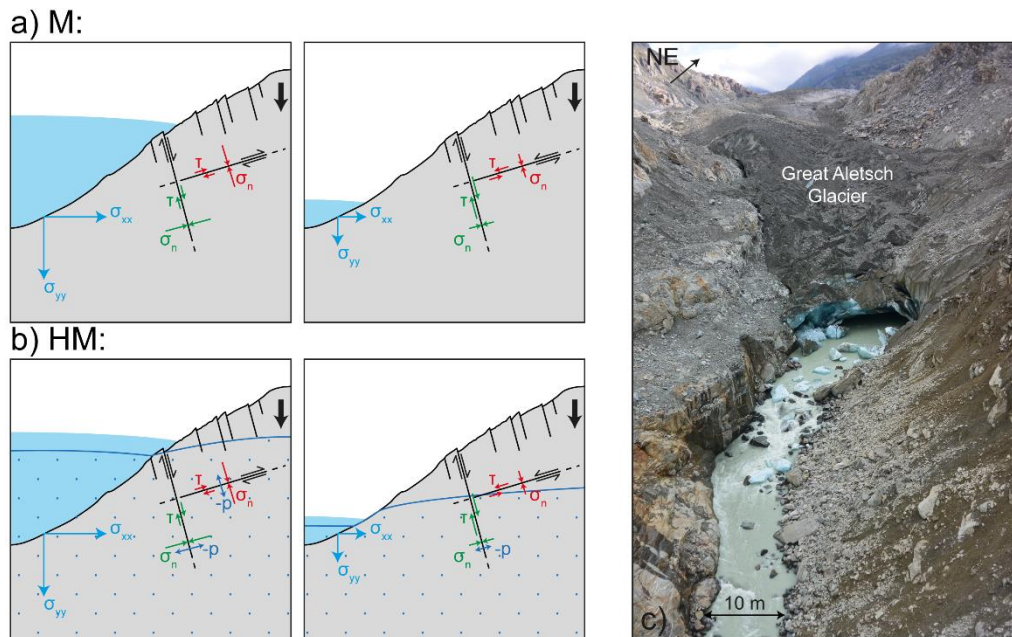 a) M:
τ
σn
τ
σn
σxx
σyy
τ
σn
τ
σn
σxx
σyy
b) HM:
τ
σn
-p
τ
σn
-p
σxx
σyy
τ
σn
τ
σn
-p
σxx
σyy
NE
Great Aletsch
Glacier
10 m
c)